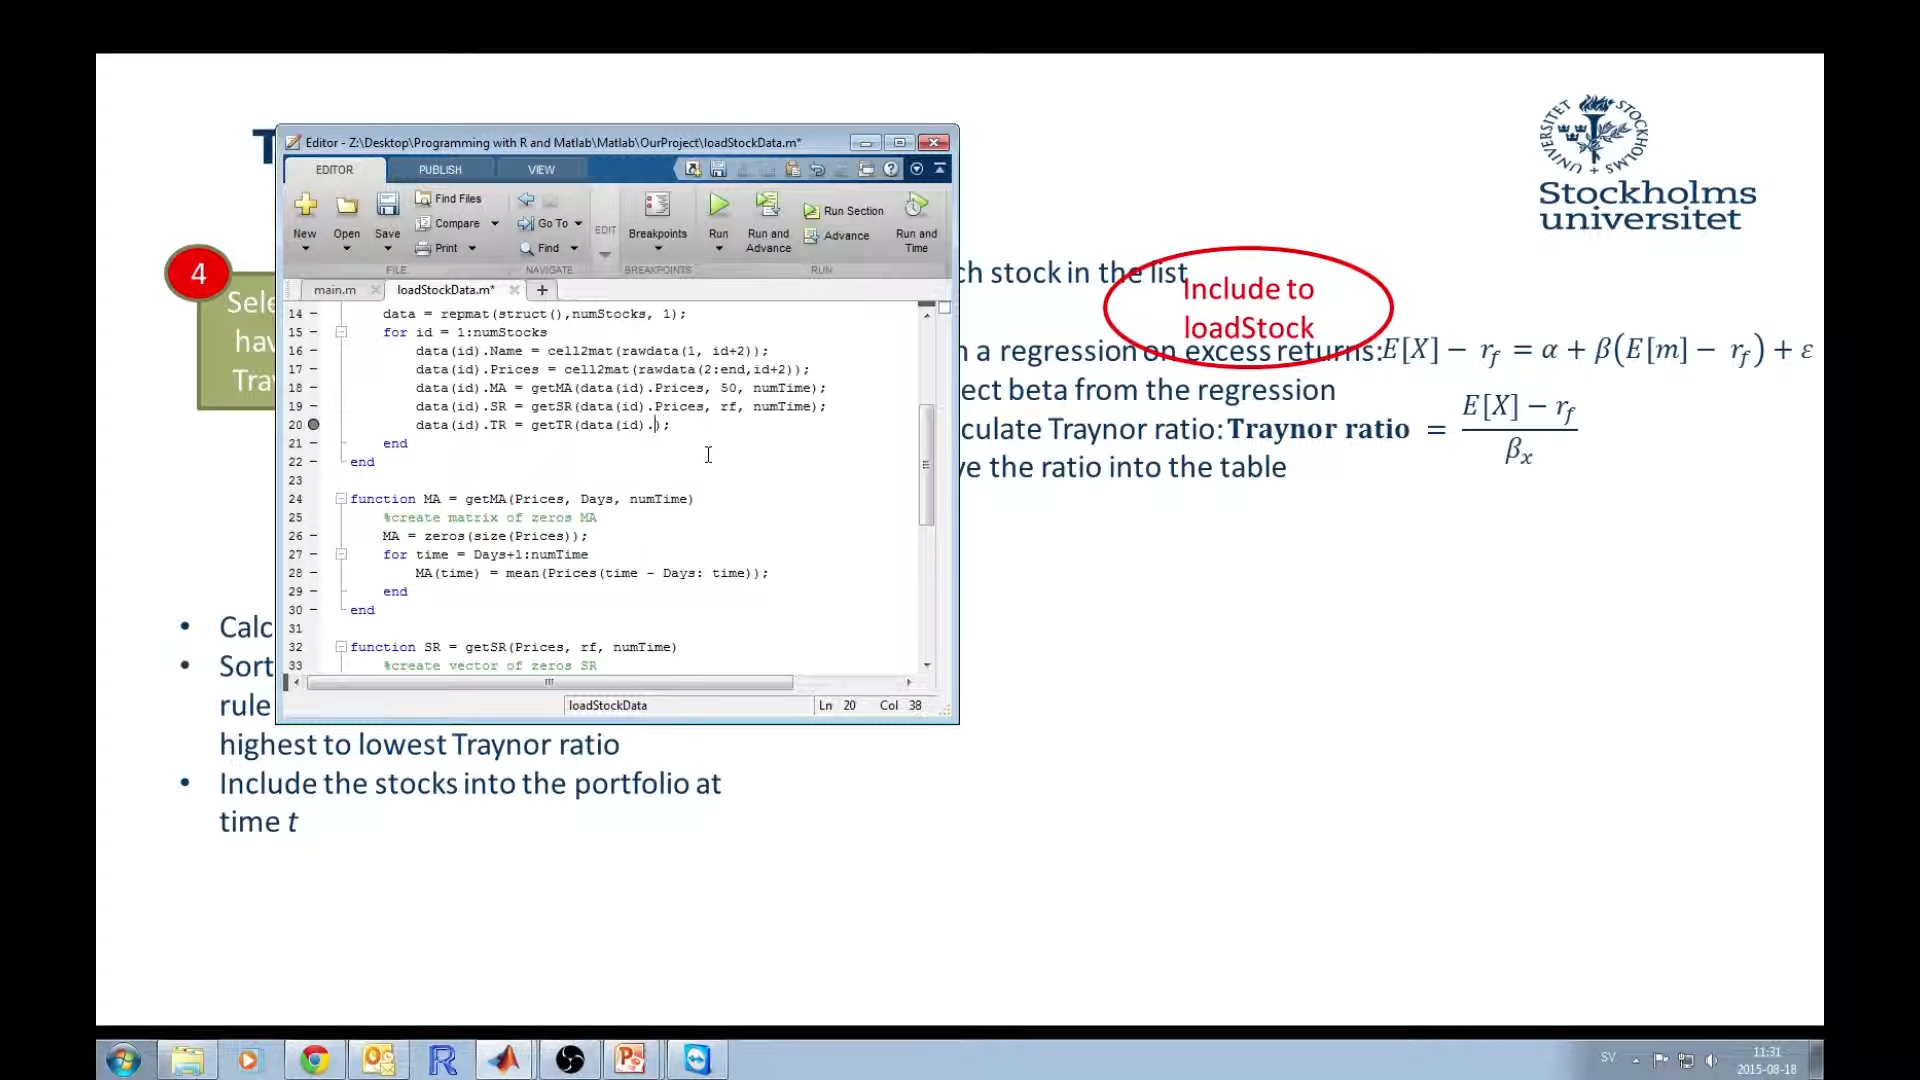 T
Stockholms
universitet
4
Sele
hav
Tray
ch stock in the list
Include to
loadStock
n a regression on excess returns: E[X] − r_f = α + β(E[m] − r_f) + ε
ect beta from the regression
culate Traynor ratio: Traynor ratio = (E[X] − r_f) / β_x
ve the ratio into the table
Calc
Sort
rule
highest to lowest Traynor ratio
Include the stocks into the portfolio at
time t
Editor - Z:\Desktop\Programming with R and Matlab\Matlab\OurProject\loadStockData.m*
EDITOR PUBLISH VIEW
New Open Save Find Files Compare Print Go To Find EDIT Breakpoints Run Run and Advance Run Section Advance Run and Time
FILE NAVIGATE BREAKPOINTS RUN
main.m loadStockData.m*
14 data = repmat(struct(),numStocks, 1);
15 for id = 1:numStocks
16 data(id).Name = cell2mat(rawdata(1, id+2));
17 data(id).Prices = cell2mat(rawdata(2:end,id+2));
18 data(id).MA = getMA(data(id).Prices, 50, numTime);
19 data(id).SR = getSR(data(id).Prices, rf, numTime);
20 data(id).TR = getTR(data(id).);
21 end
22 end
23
24 function MA = getMA(Prices, Days, numTime)
25 %create matrix of zeros MA
26 MA = zeros(size(Prices));
27 for time = Days+1:numTime
28 MA(time) = mean(Prices(time - Days: time));
29 end
30 end
31
32 function SR = getSR(Prices, rf, numTime)
33 %create vector of zeros SR
loadStockData Ln 20 Col 38
SV 11:31
2015-08-18